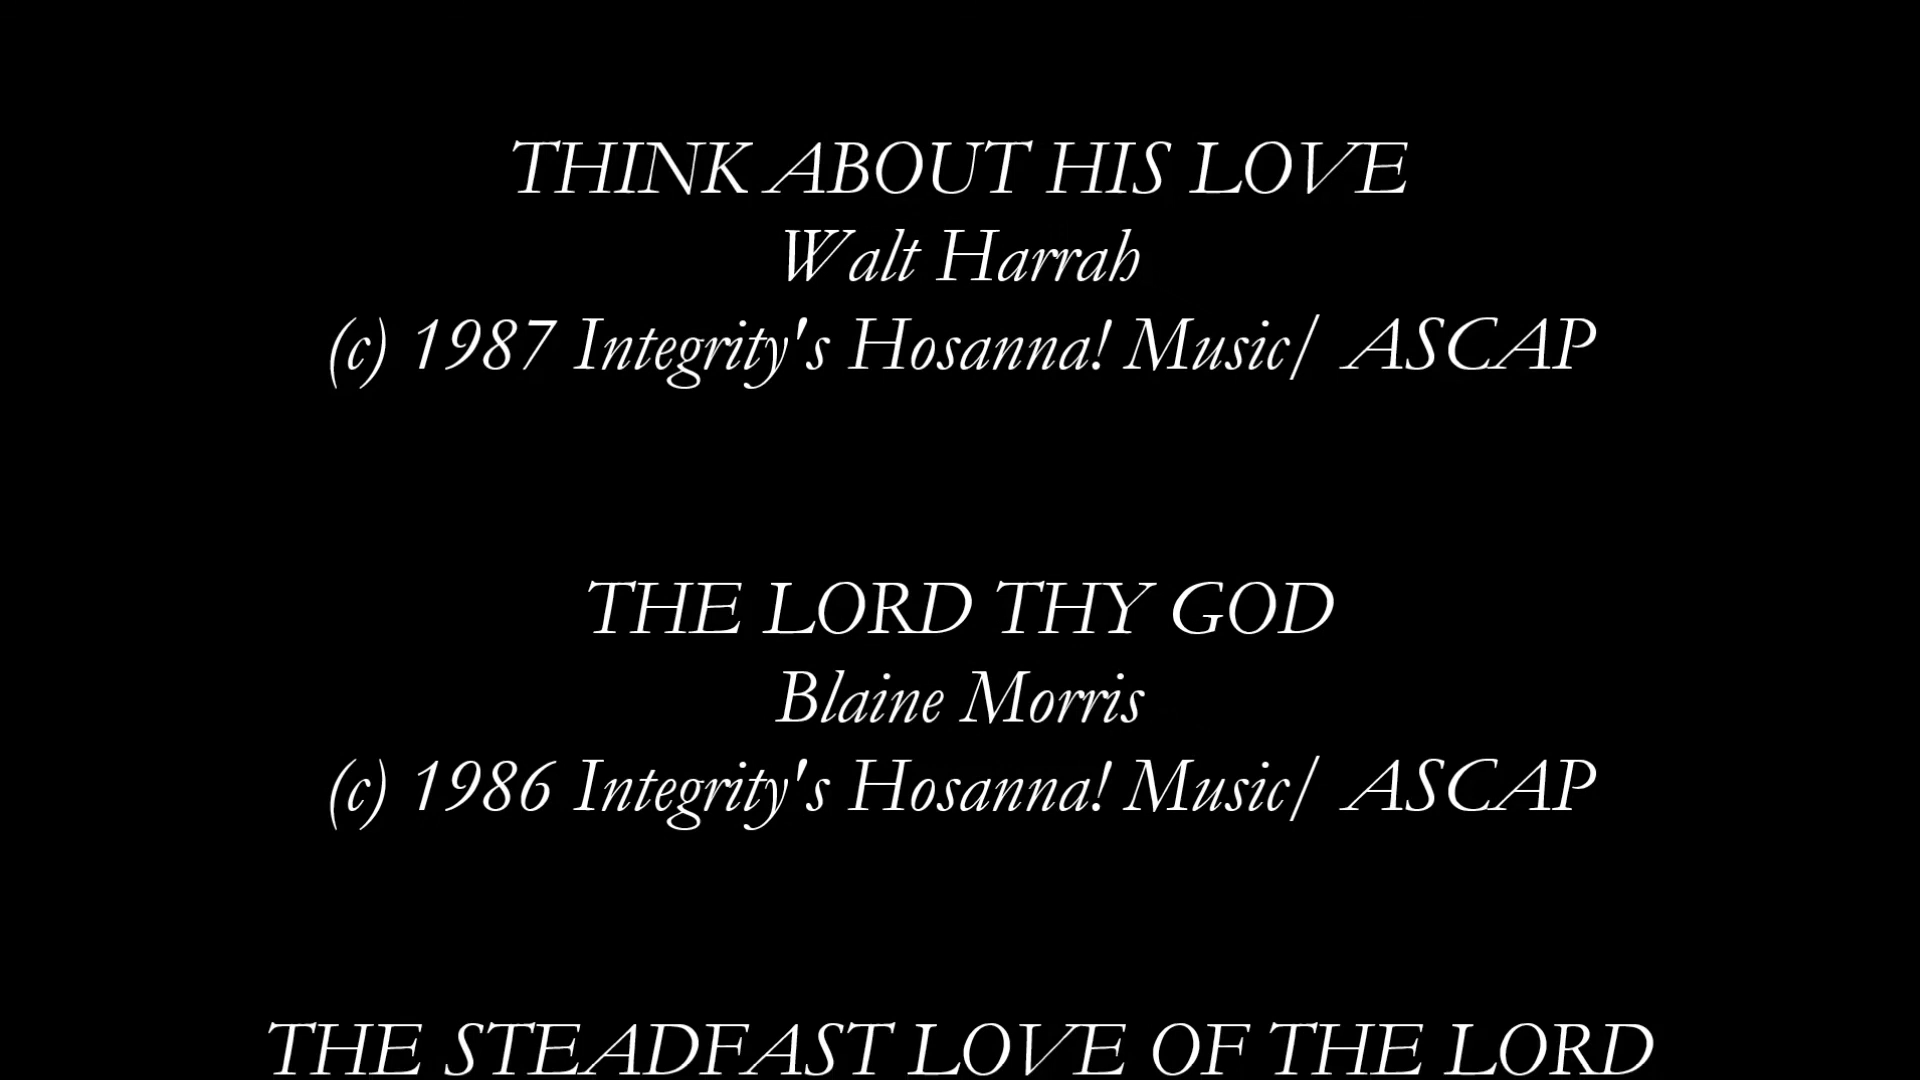 THINK ABOUT HIS LOVE
Walt Harrah
(c) 1987 Integrity's Hosanna! Music/ ASCAP
THE LORD THY GOD
Blaine Morris
(c) 1986 Integrity's Hosanna! Music/ ASCAP
THE STEADFAST LOVE OF THE LORD